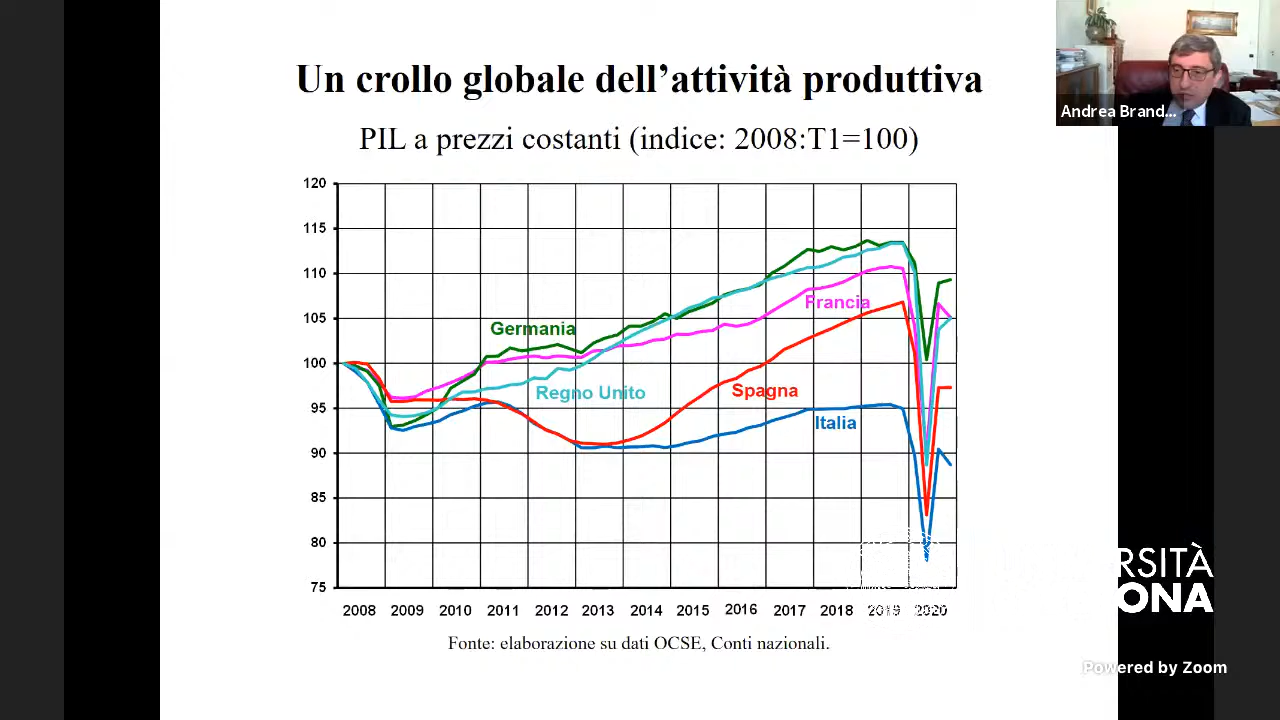 Un crollo globale dell'attività produttiva
PIL a prezzi costanti (indice: 2008:T1=100)
Andrea Brand...
120
115
110
105
100
95
90
85
80
75
Germania
Francia
Regno Unito
Spagna
Italia
2008 2009 2010 2011 2012 2013 2014 2015 2016 2017 2018 2019 2020
Fonte: elaborazione su dati OCSE, Conti nazionali.
RSITÀ
ONA
Powered by Zoom